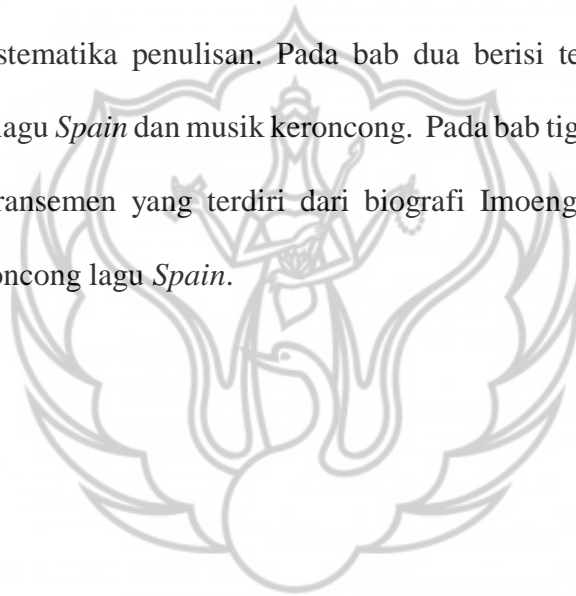 stematika penulisan. Pada bab dua berisi te
lagu Spain dan musik keroncong. Pada bab tig
ransemen yang terdiri dari biografi Imoeng
oncong lagu Spain.